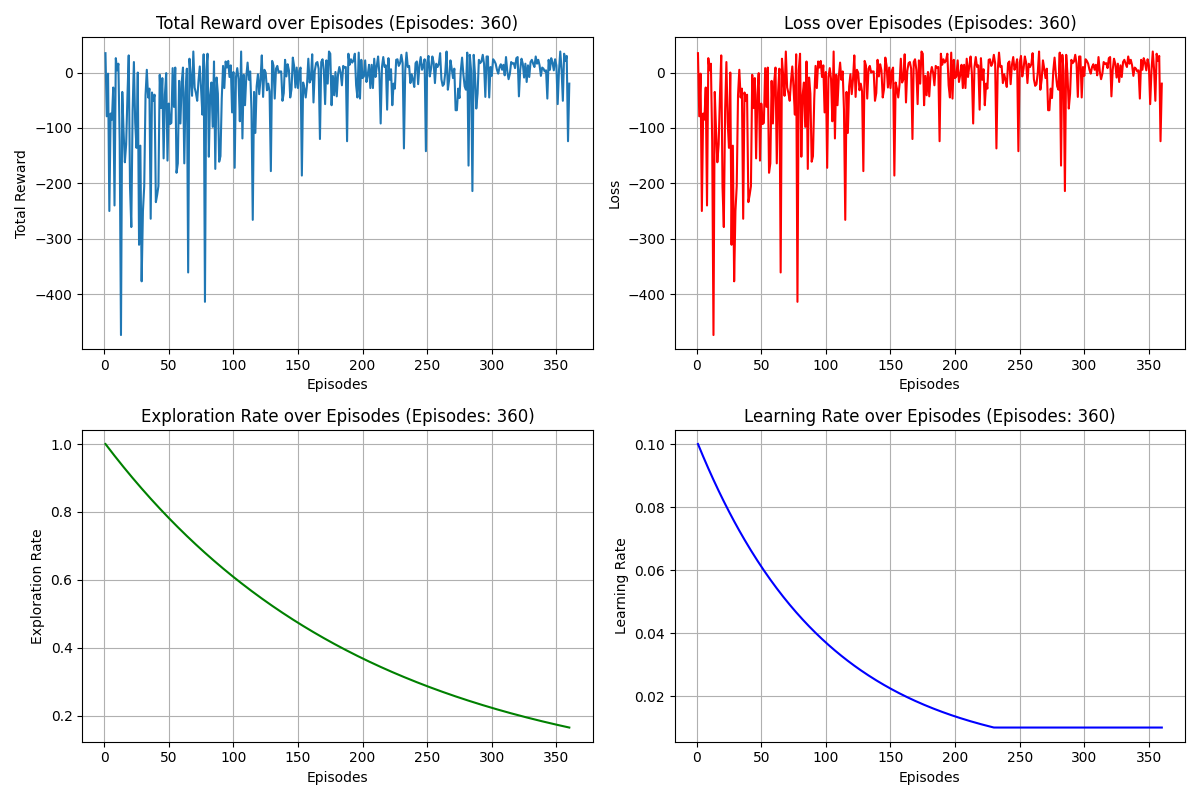 Total Reward over Episodes (Episodes: 360)
Total Reward
0
−100
−200
−300
−400
0 50 100 150 200 250 300 350
Episodes
Loss over Episodes (Episodes: 360)
Loss
0
−100
−200
−300
−400
0 50 100 150 200 250 300 350
Episodes
Exploration Rate over Episodes (Episodes: 360)
Exploration Rate
1.0
0.8
0.6
0.4
0.2
0 50 100 150 200 250 300 350
Episodes
Learning Rate over Episodes (Episodes: 360)
Learning Rate
0.10
0.08
0.06
0.04
0.02
0 50 100 150 200 250 300 350
Episodes